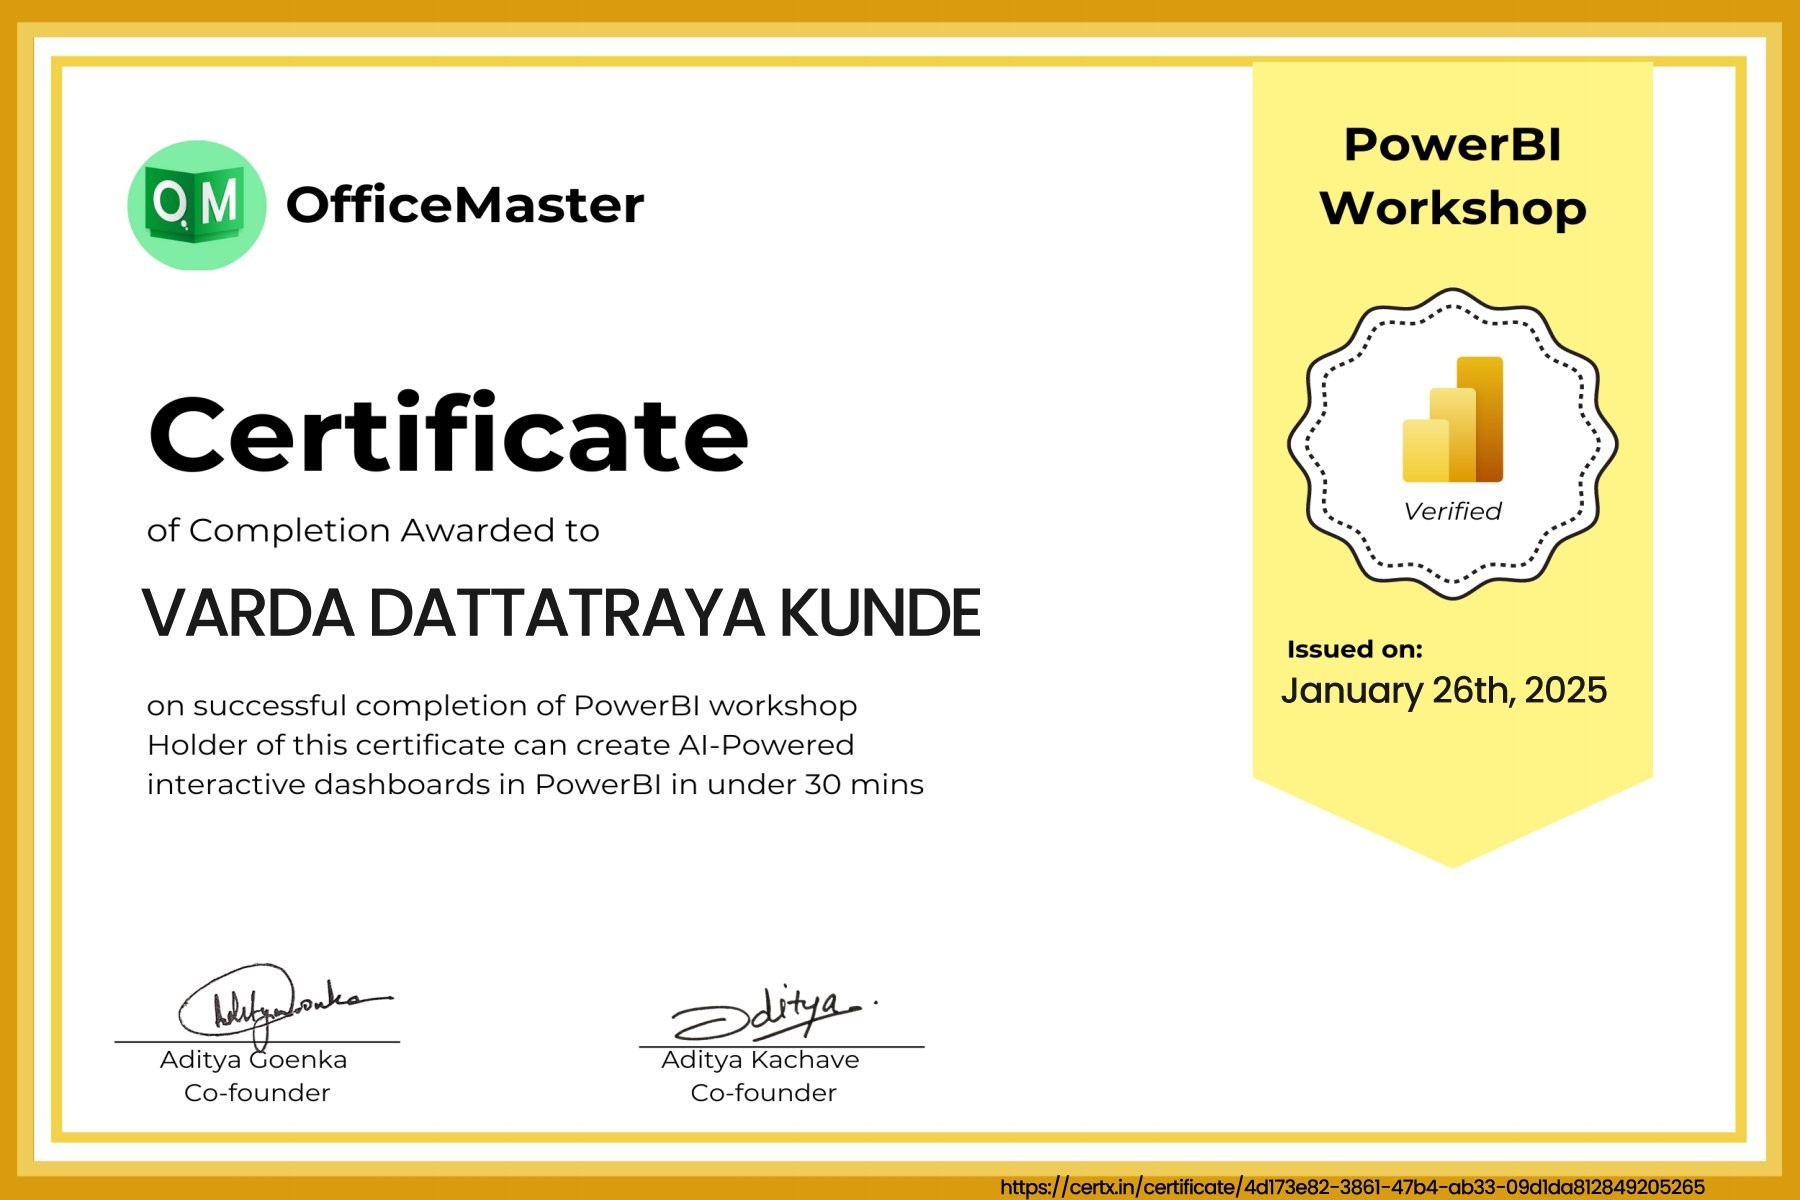 QM
OfficeMaster
Certificate
of Completion Awarded to
VARDA DATTATRAYA KUNDE
on successful completion of PowerBI workshop
Holder of this certificate can create AI-Powered
interactive dashboards in PowerBI in under 30 mins
PowerBI
Workshop
Verified
Issued on:
January 26th, 2025
Aditya Goenka
Aditya Goenka
Co-founder
Aditya
Aditya Kachave
Co-founder
https://certx.in/certificate/4d173e82-3861-47b4-ab33-09d1da812849205265